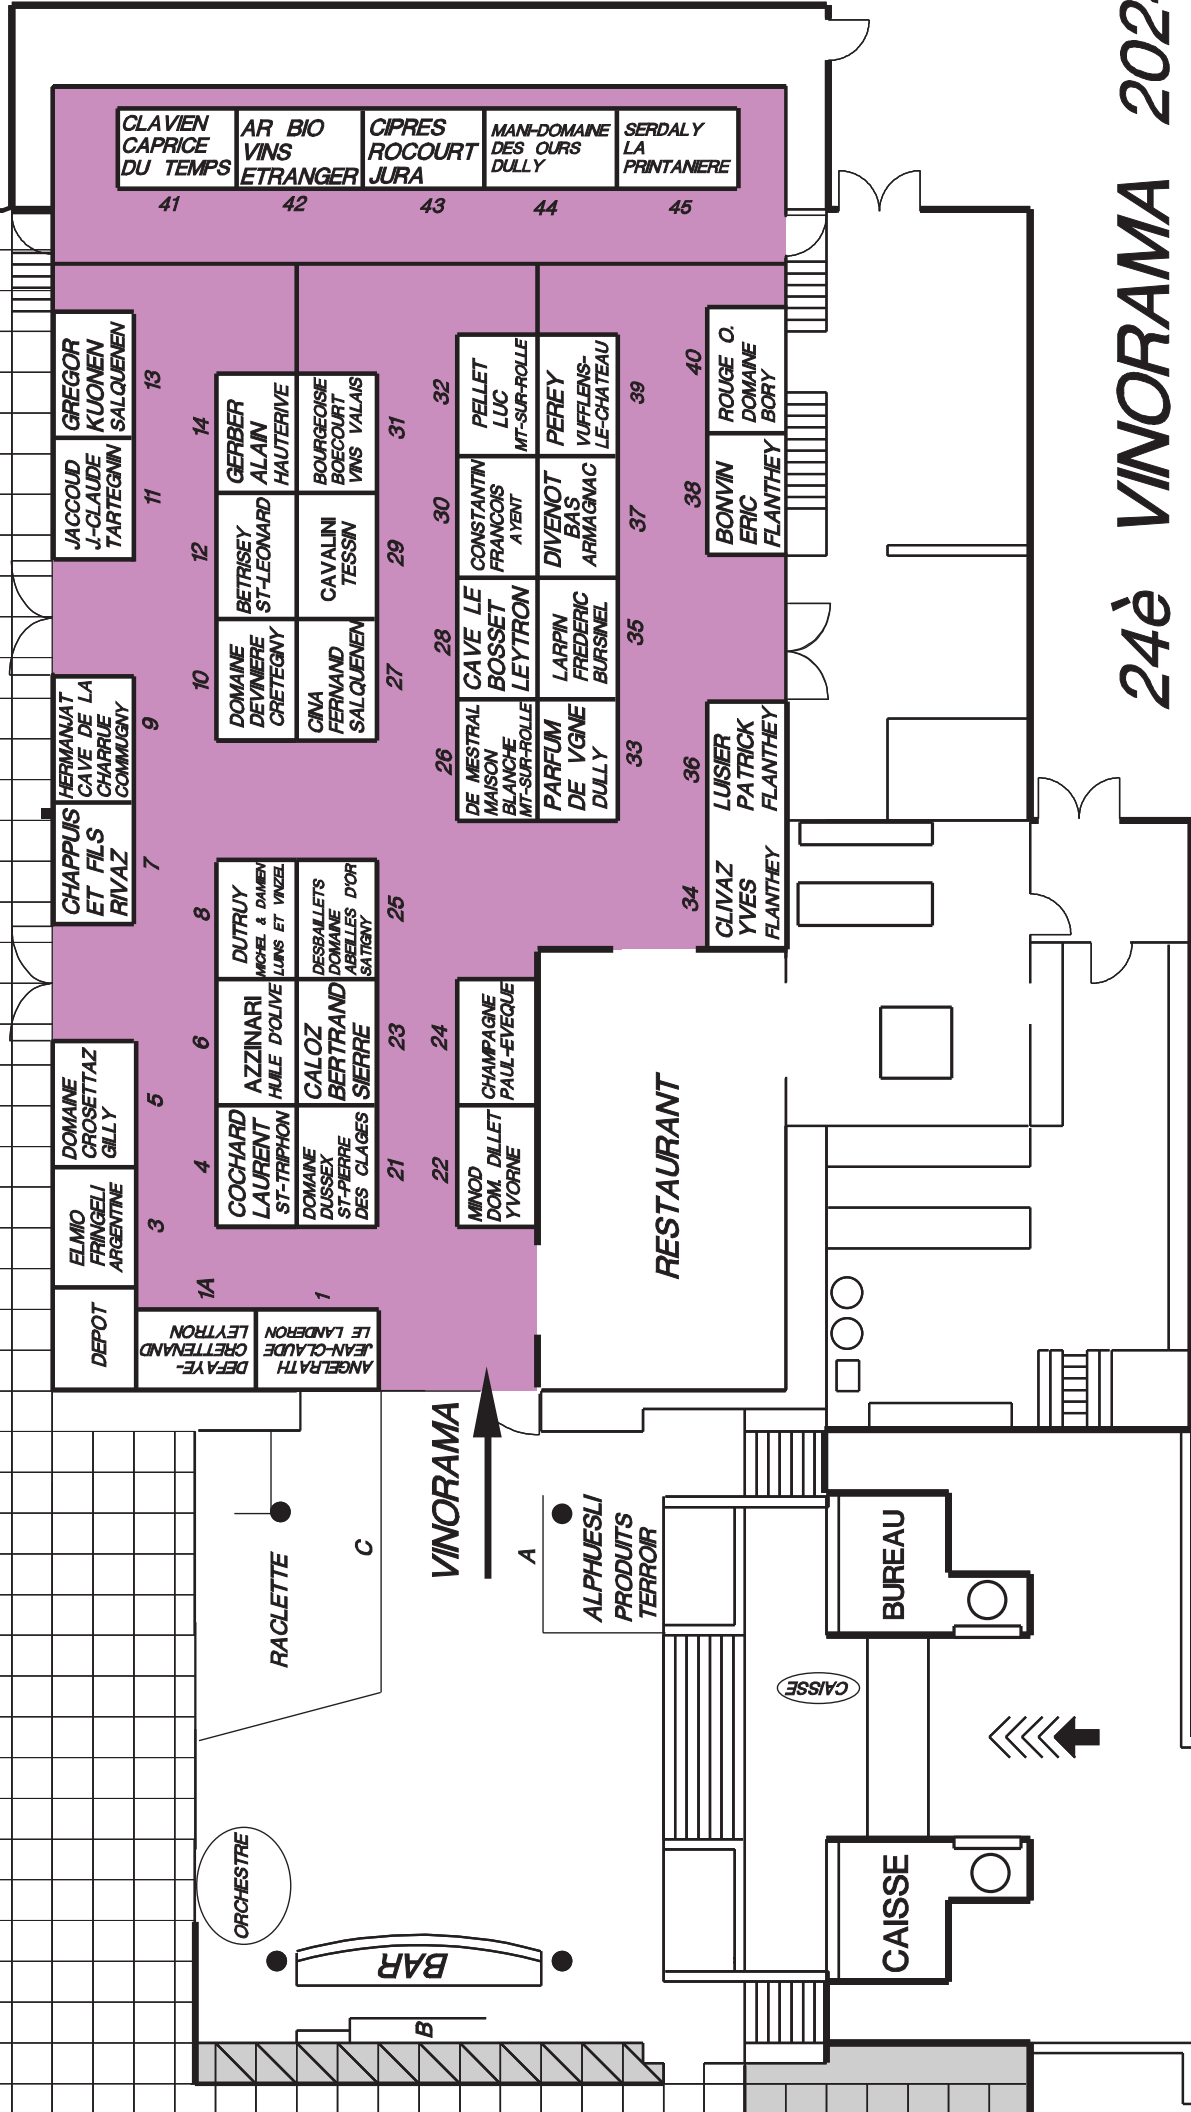 24è VINORAMA 202
CLAVIEN
CAPRICE
DU TEMPS
41
AR BIO
VINS
ETRANGER
42
CIPRES
ROCOURT
JURA
43
MANI-DOMAINE
DES OURS
DULLY
44
SERDALY
LA
PRINTANIERE
45
GREGOR
KUONEN
SALQUENEN
13
JACCOUD
J.-CLAUDE
TARTEGNIN
11
HERMANJAT
CAVE DE LA
CHARRUE
COMMUGNY
9
CHAPPUIS
ET FILS
RIVAZ
7
DOMAINE
CROSETTAZ
GILLY
5
ELMIO
FRINGELI
ARGENTINE
3
DEPOT
14
GERBER
ALAIN
HAUTERIVE
BOURGEOISE
BOECOURT
VINS VALAIS
31
12
BETRISEY
ST-LEONARD
CAVALINI
TESSIN
29
10
DOMAINE
DEVINIERE
CRETEGNY
CINA
FERNAND
SALQUENEN
27
8
DUTRUY
MICHEL & DAMIEN
LUINS ET VINZEL
DESBAILLETS
DOMAINE
ABEILLES D'OR
SATIGNY
25
6
AZZINARI
HUILE D'OLIVE
CALOZ
BERTRAND
SIERRE
23
4
COCHARD
LAURENT
ST-TRIPHON
DOMAINE
DUSSEX
ST-PIERRE
DES CLAGES
21
1A
DEFAYE-
CRETTENAND
LEYTRON
1
ANGELRATH
JEAN-CLAUDE
LE LANDERON
32
PELLET
LUC
MT-SUR-ROLLE
PEREY
VUFFLENS-
LE-CHATEAU
39
30
CONSTANTIN
FRANCOIS
AYENT
DIVENOT
BAS
ARMAGNAC
37
28
CAVE LE
BOSSET
LEYTRON
LARPIN
FREDERIC
BURSINEL
35
26
DE MESTRAL
MAISON
BLANCHE
MT-SUR-ROLLE
PARFUM
DE VGNE
DULLY
33
24
CHAMPAGNE
PAUL-EVEQUE
22
MINOD
DOM. DILLET
YVORNE
40
ROUGE O.
DOMAINE
BORY
38
BONVIN
ERIC
FLANTHEY
36
LUISIER
PATRICK
FLANTHEY
34
CLIVAZ
YVES
FLANTHEY
RESTAURANT
VINORAMA
RACLETTE
C
A
ALPHUESLI
PRODUITS
TERROIR
BUREAU
CAISSE
ORCHESTRE
BAR
B
CAISSE